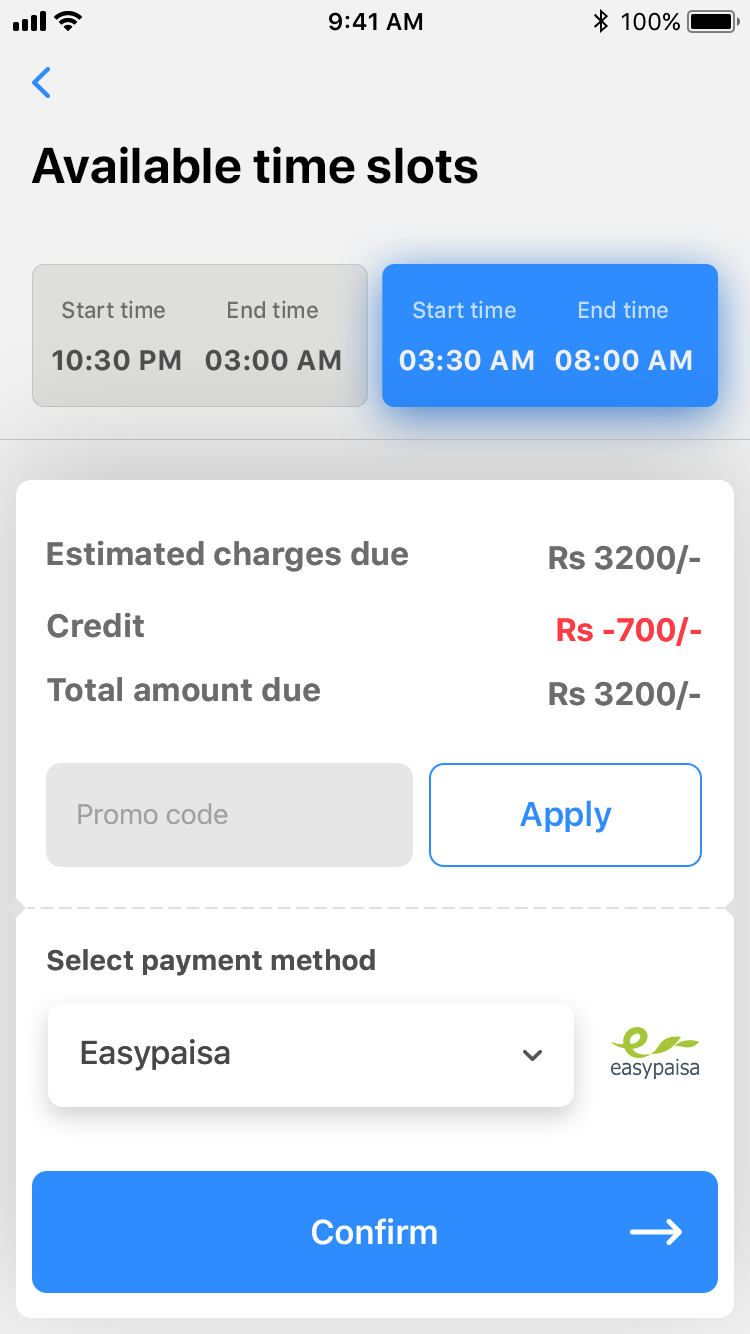 9:41 AM 100%
Available time slots
Start time End time Start time End time
10:30 PM 03:00 AM 03:30 AM 08:00 AM
Estimated charges due Rs 3200/-
Credit Rs -700/-
Total amount due Rs 3200/-
Promo code Apply
Select payment method
Easypaisa easypaisa
Confirm